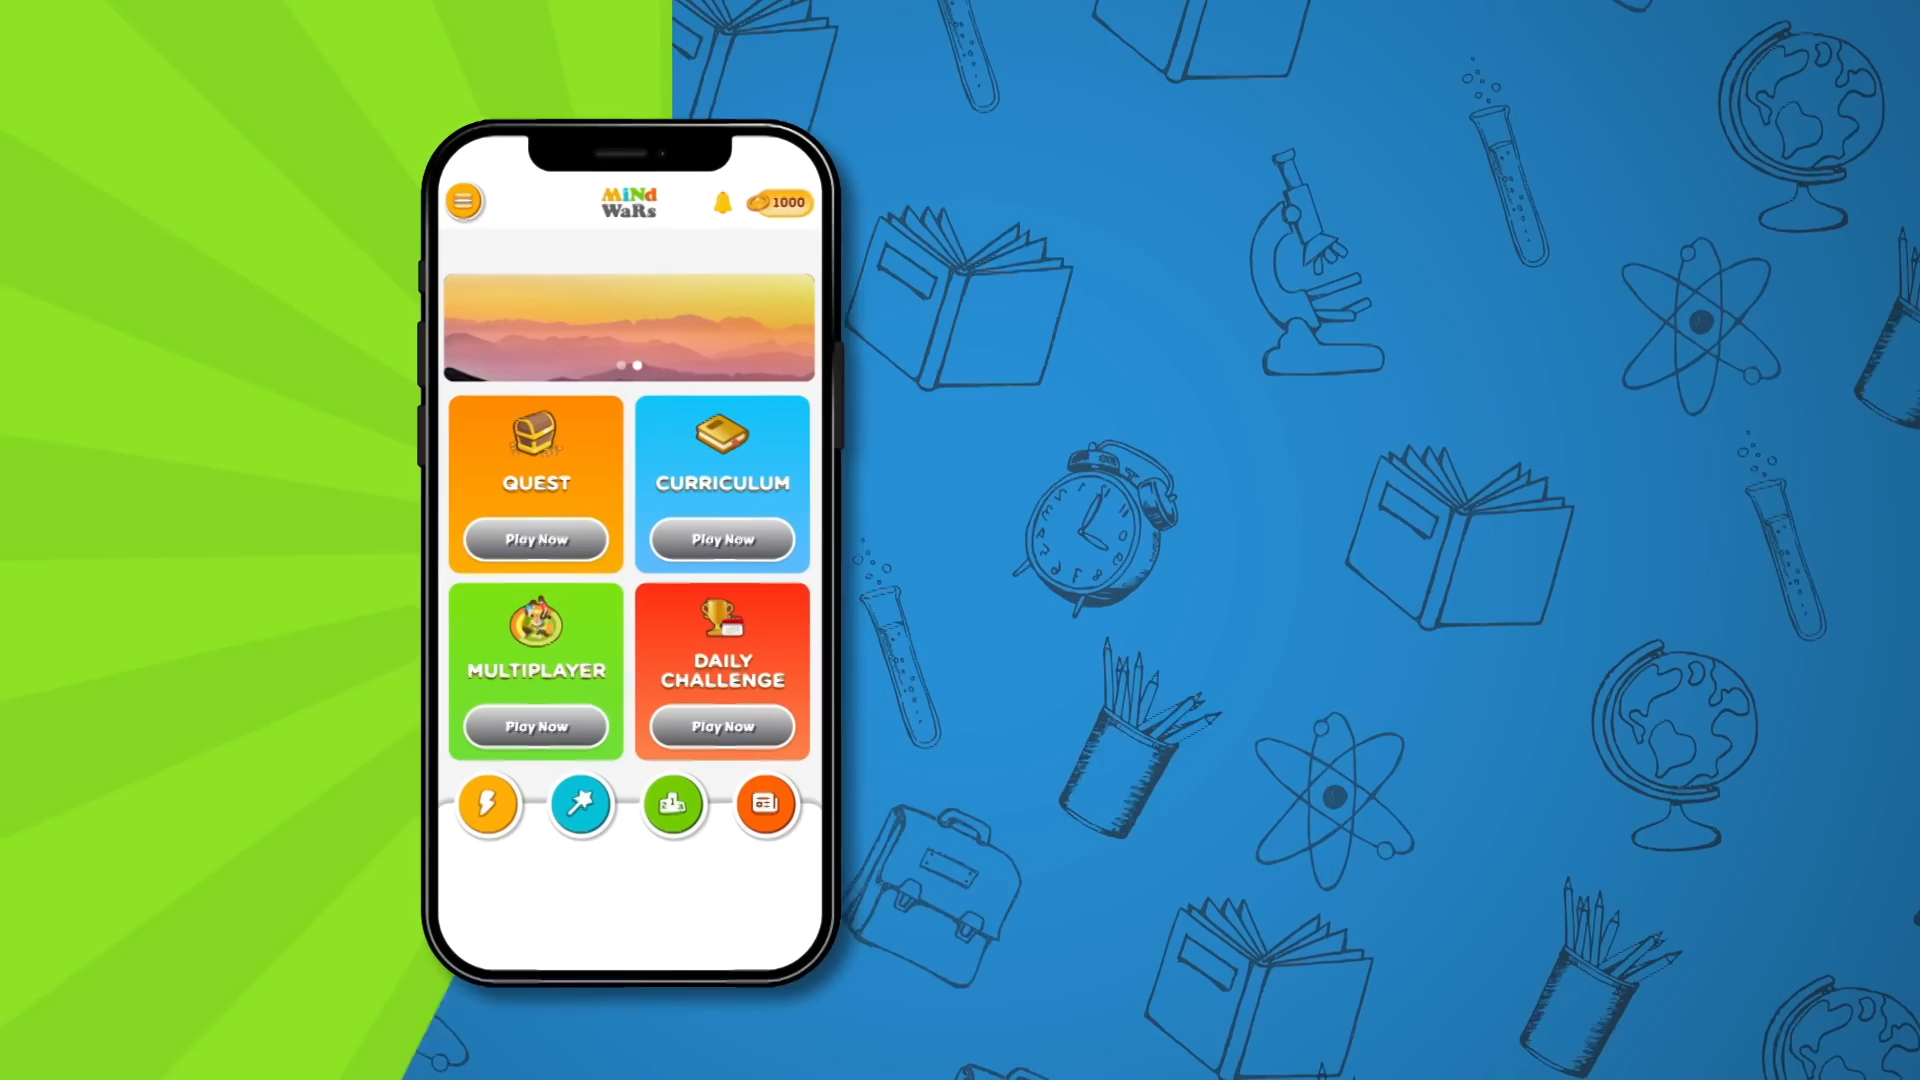 MiNd
WaRs
1000
QUEST
CURRICULUM
Play Now
Play Now
MULTIPLAYER
DAILY
CHALLENGE
Play Now
Play Now